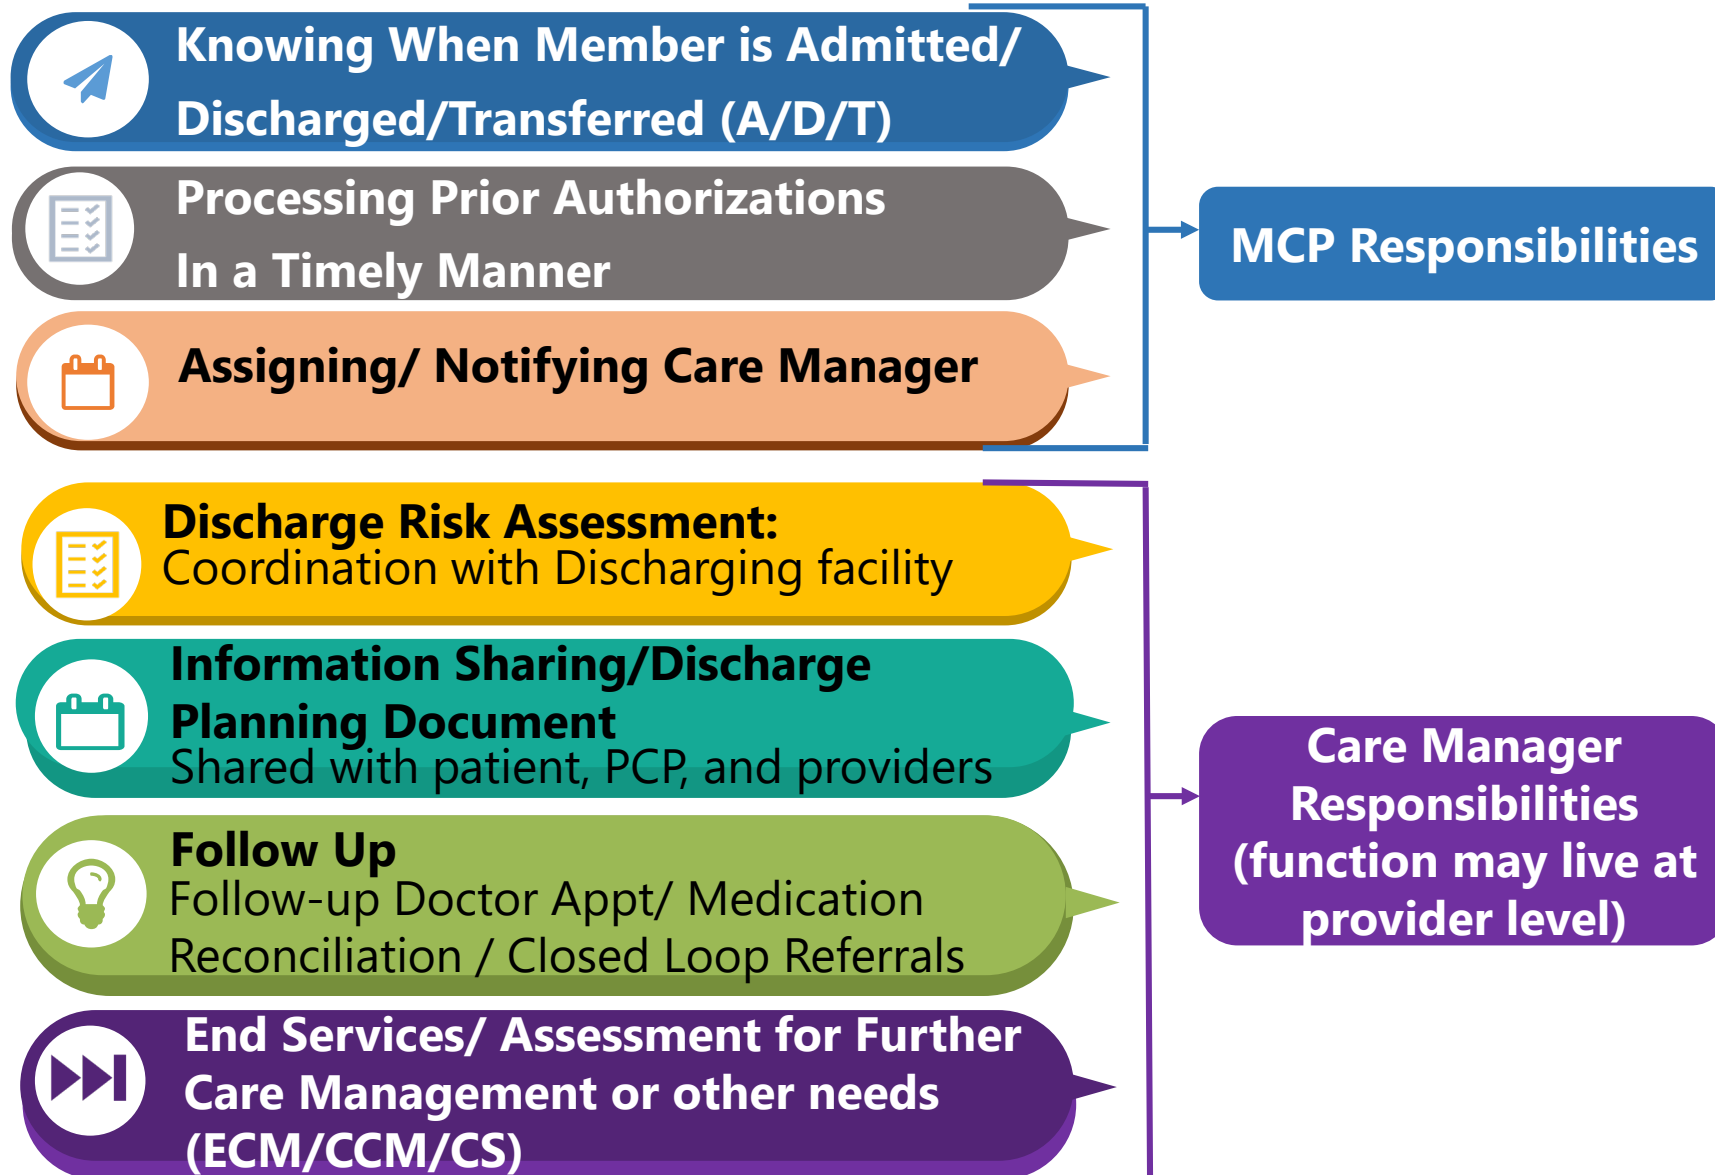 Knowing When Member is Admitted/
Discharged/Transferred (A/D/T)
Processing Prior Authorizations
In a Timely Manner
Assigning/ Notifying Care Manager
MCP Responsibilities
Discharge Risk Assessment:
Coordination with Discharging facility
Information Sharing/Discharge
Planning Document
Shared with patient, PCP, and providers
Follow Up
Follow-up Doctor Appt/ Medication
Reconciliation / Closed Loop Referrals
End Services/ Assessment for Further
Care Management or other needs
(ECM/CCM/CS)
Care Manager
Responsibilities
(function may live at
provider level)